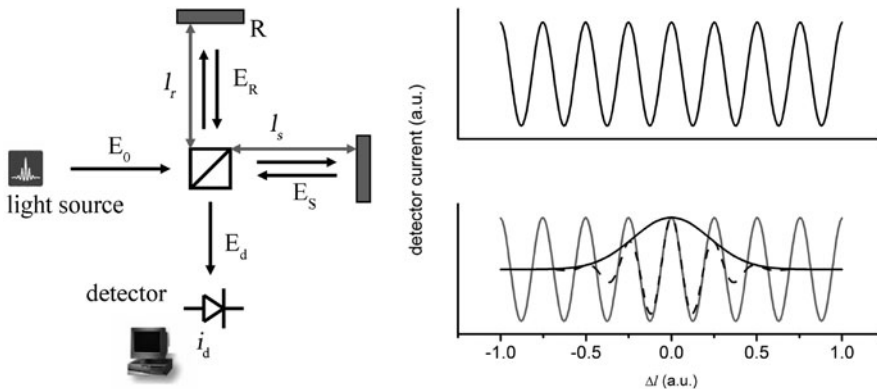 R
l_r
E_R
l_s
E_0
E_S
light source
E_d
detector
i_d
detector current (a.u.)
-1.0 -0.5 0.0 0.5 1.0
Δl (a.u.)